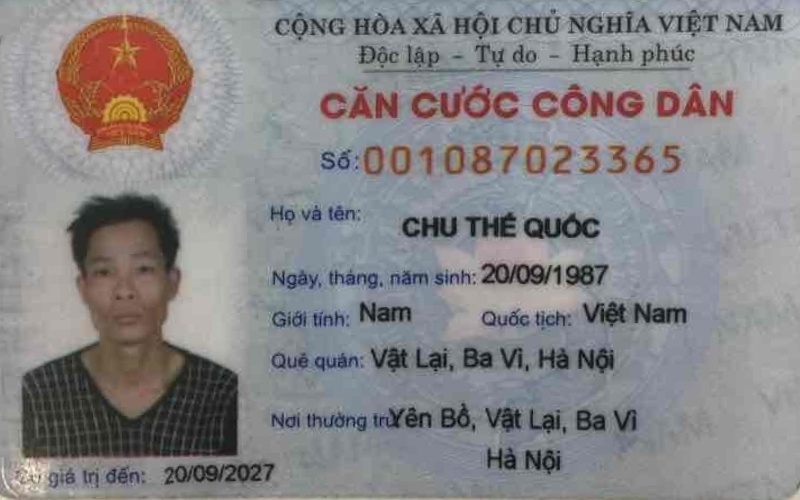 CỘNG HÒA XÃ HỘI CHỦ NGHĨA VIỆT NAM
Độc lập - Tự do - Hạnh phúc
CĂN CƯỚC CÔNG DÂN
Số: 001087023365
Họ và tên: CHU THẾ QUỐC
Ngày, tháng, năm sinh: 20/09/1987
Giới tính: Nam Quốc tịch: Việt Nam
Quê quán: Vật Lại, Ba Vì, Hà Nội
Nơi thường trú: Yên Bồ, Vật Lại, Ba Vì
Hà Nội
giá trị đến: 20/09/2027